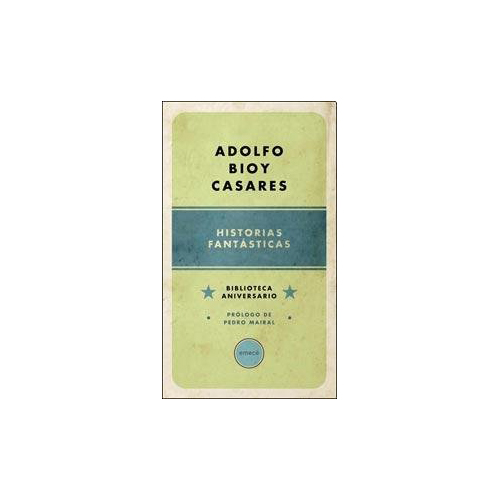 ADOLFO
BIOY
CASARES
HISTORIAS
FANTÁSTICAS
BIBLIOTECA
ANIVERSARIO
PRÓLOGO DE
PEDRO MAIRAL
emecé